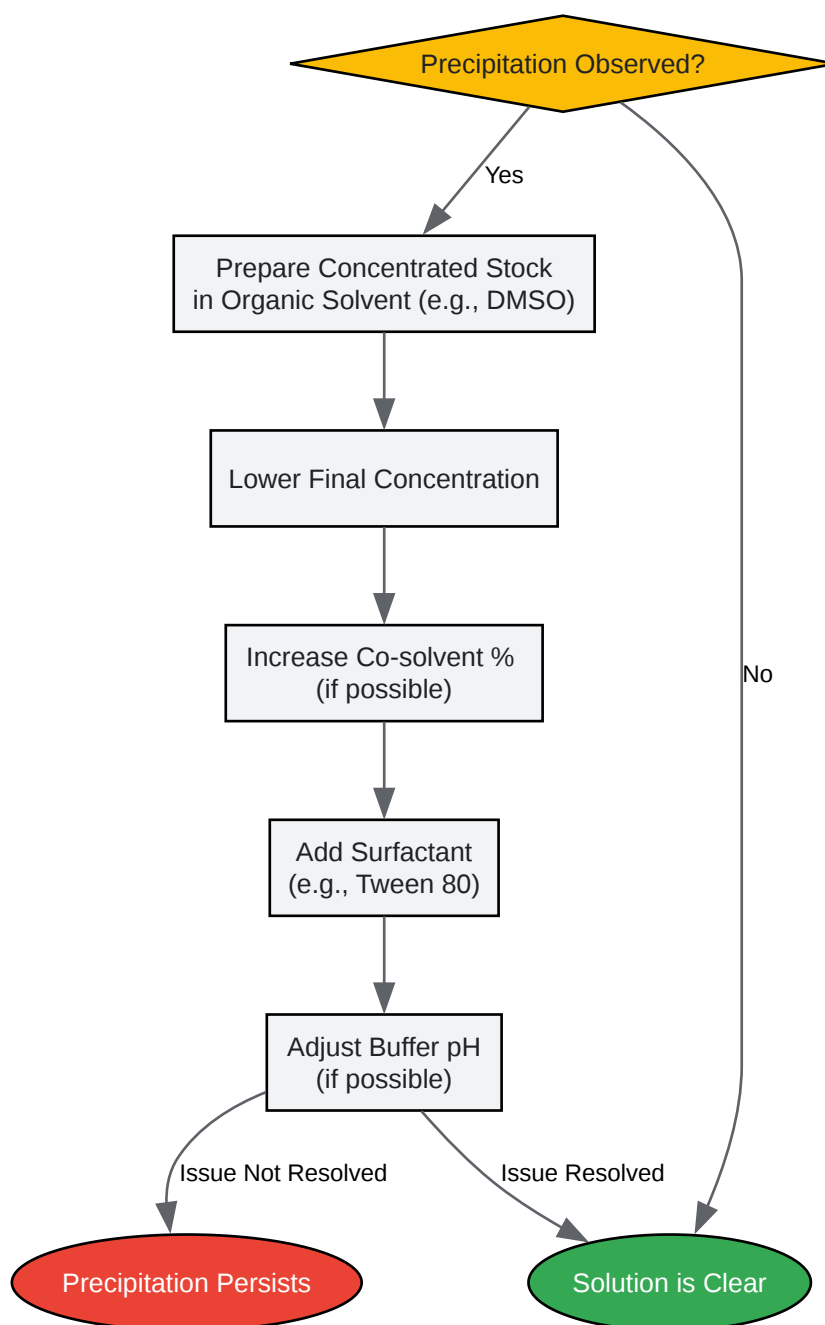 Precipitation Observed?
Yes
Prepare Concentrated Stock
in Organic Solvent (e.g., DMSO)
Lower Final Concentration
Increase Co-solvent %
(if possible)
No
Add Surfactant
(e.g., Tween 80)
Adjust Buffer pH
(if possible)
Issue Not Resolved
Issue Resolved
Precipitation Persists
Solution is Clear